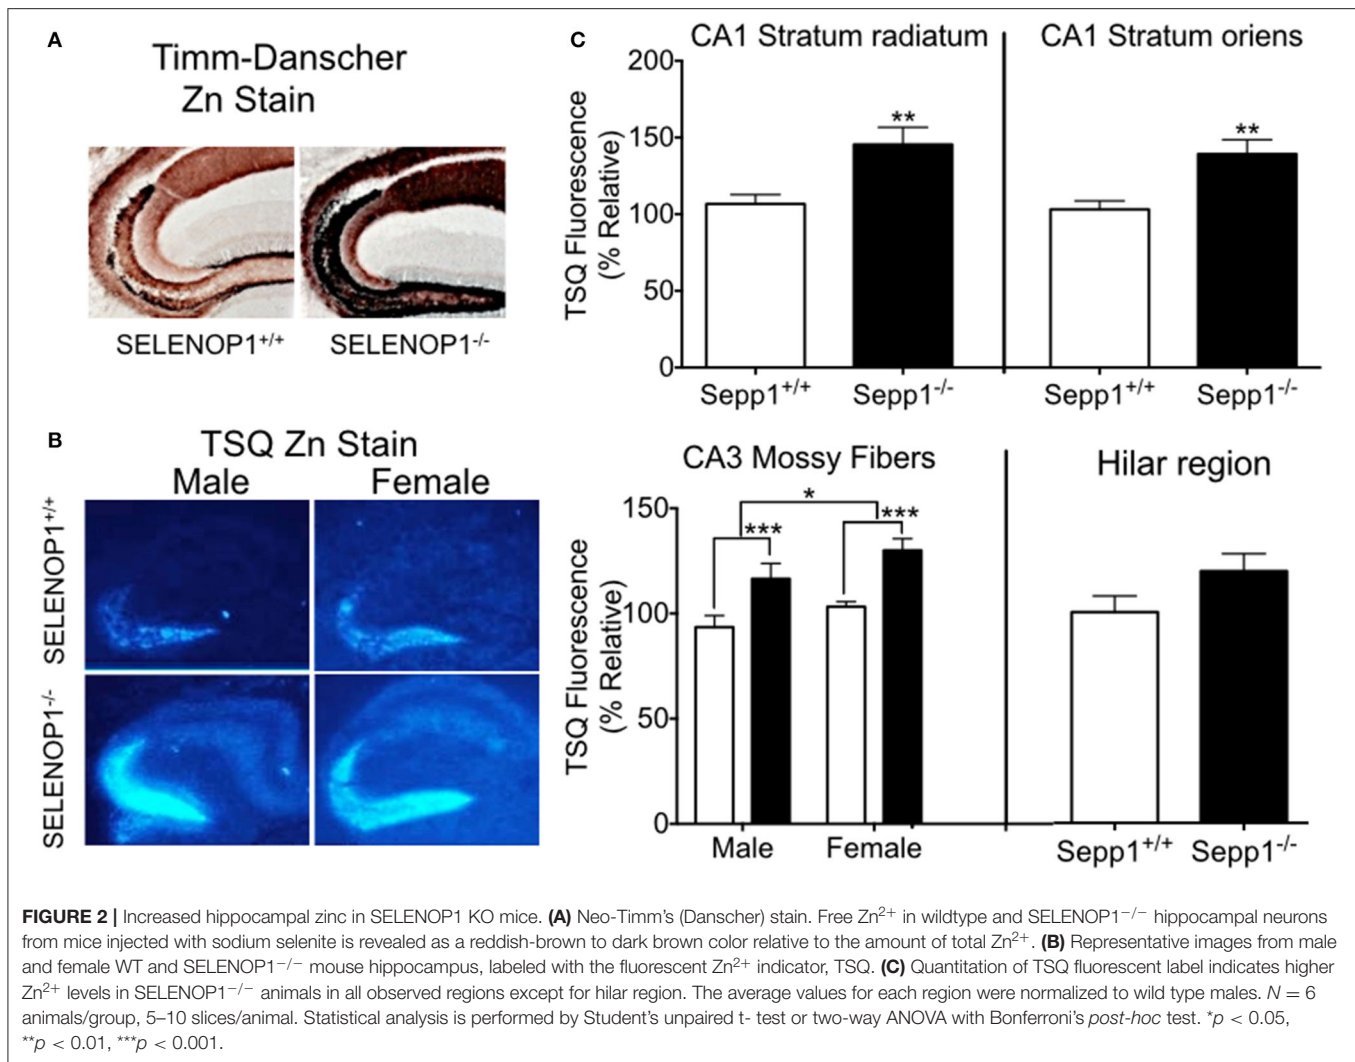 A
Timm-Danscher
Zn Stain
SELENOP1+/+
SELENOP1-/-
B
TSQ Zn Stain
Male
Female
SELENOP1+/+
SELENOP1-/-
C
CA1 Stratum radiatum
CA1 Stratum oriens
TSQ Fluorescence
(% Relative)
200
150
100
50
0
**
**
Sepp1+/+
Sepp1-/-
Sepp1+/+
Sepp1-/-
CA3 Mossy Fibers
Hilar region
TSQ Fluorescence
(% Relative)
150
100
50
0
*
***
***
Male
Female
Sepp1+/+
Sepp1-/-
FIGURE 2 | Increased hippocampal zinc in SELENOP1 KO mice. (A) Neo-Timm's (Danscher) stain. Free Zn2+ in wildtype and SELENOP1−/− hippocampal neurons
from mice injected with sodium selenite is revealed as a reddish-brown to dark brown color relative to the amount of total Zn2+. (B) Representative images from male
and female WT and SELENOP1−/− mouse hippocampus, labeled with the fluorescent Zn2+ indicator, TSQ. (C) Quantitation of TSQ fluorescent label indicates higher
Zn2+ levels in SELENOP1−/− animals in all observed regions except for hilar region. The average values for each region were normalized to wild type males. N = 6
animals/group, 5–10 slices/animal. Statistical analysis is performed by Student's unpaired t- test or two-way ANOVA with Bonferroni's post-hoc test. *p < 0.05,
**p < 0.01, ***p < 0.001.